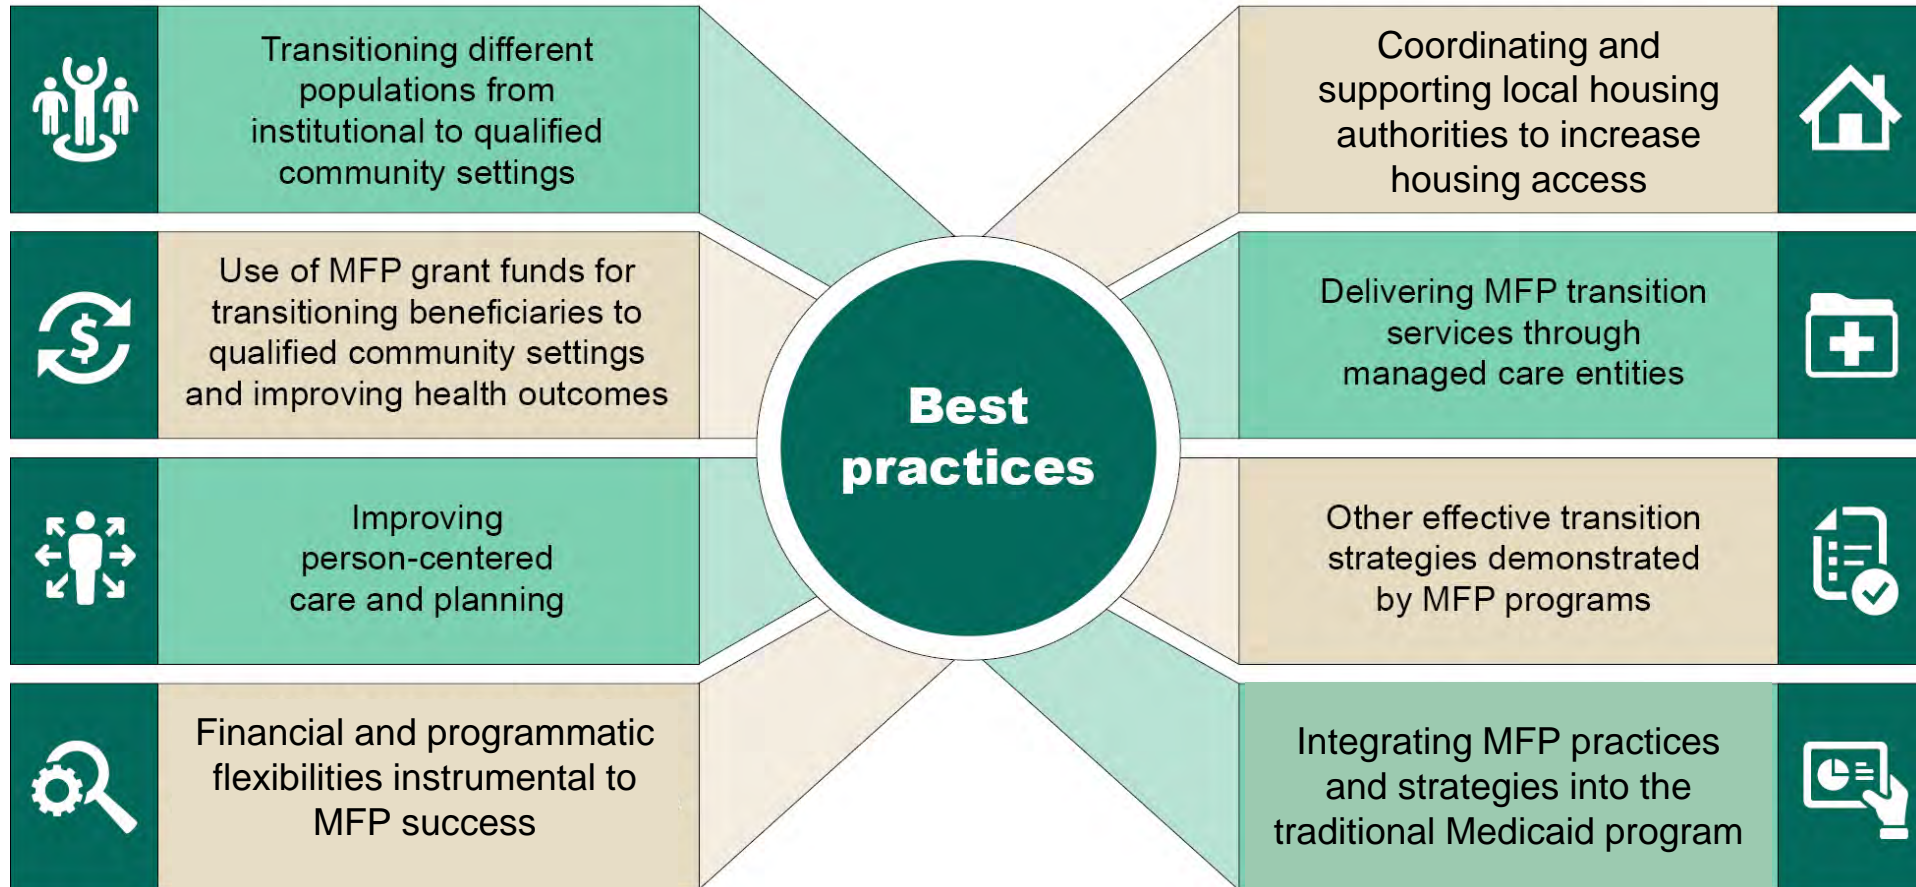 Transitioning different
populations from
institutional to qualified
community settings
Use of MFP grant funds for
transitioning beneficiaries to
qualified community settings
and improving health outcomes
Improving
person-centered
care and planning
Financial and programmatic
flexibilities instrumental to
MFP success
Best
practices
Coordinating and
supporting local housing
authorities to increase
housing access
Delivering MFP transition
services through
managed care entities
Other effective transition
strategies demonstrated
by MFP programs
Integrating MFP practices
and strategies into the
traditional Medicaid program